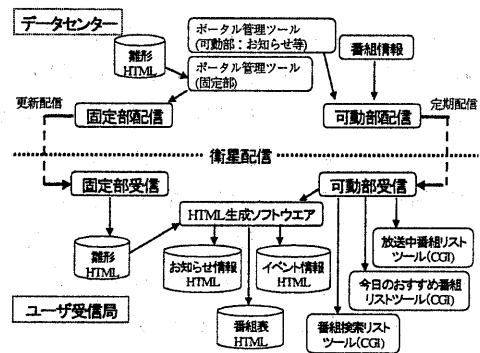 データセンター
ポータル管理ツール
(可動部：お知らせ等)
雛形
HTML
ポータル管理ツール
(固定部)
番組情報
更新配信
固定部配信
可動部配信
定期配信
衛星配信
固定部受信
可動部受信
HTML生成ソフトウエア
雛形
HTML
お知らせ情報
HTML
イベント情報
HTML
放送中番組リスト
ツール(CGI)
今日のおすすめ番組
リストツール(CGI)
ユーザ受信局
番組表
HTML
番組検索リスト
ツール(CGI)